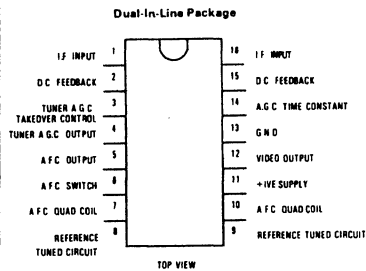 Dual-In-Line Package
I.F INPUT 1 16 I.F INPUT
D C FEEDBACK 2 15 D C FEEDBACK
TUNER A G C TAKEOVER CONTROL 3 14 A.G C TIME CONSTANT
TUNER A.G.C OUTPUT 4 13 G N D
A F C OUTPUT 5 12 VIDEO OUTPUT
A F C SWITCH 6 11 +IVE SUPPLY
A F C QUAD COIL 7 10 A F C QUAD COIL
REFERENCE TUNED CIRCUIT 8 9 REFERENCE TUNED CIRCUIT
TOP VIEW